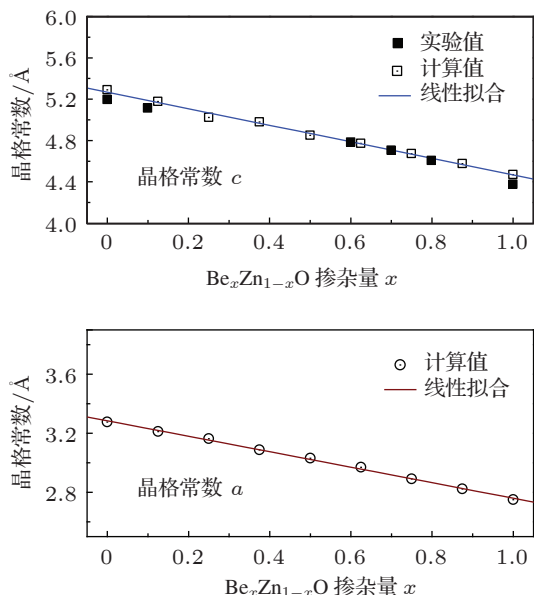 晶格常数/Å
6.0
5.6
5.2
4.8
4.4
4.0
实验值
计算值
线性拟合
晶格常数 c
0 0.2 0.4 0.6 0.8 1.0
BeₓZn₁₋ₓO 掺杂量 x
晶格常数/Å
3.6
3.2
2.8
计算值
线性拟合
晶格常数 a
0 0.2 0.4 0.6 0.8 1.0
BeₓZn₁₋ₓO 掺杂量 x